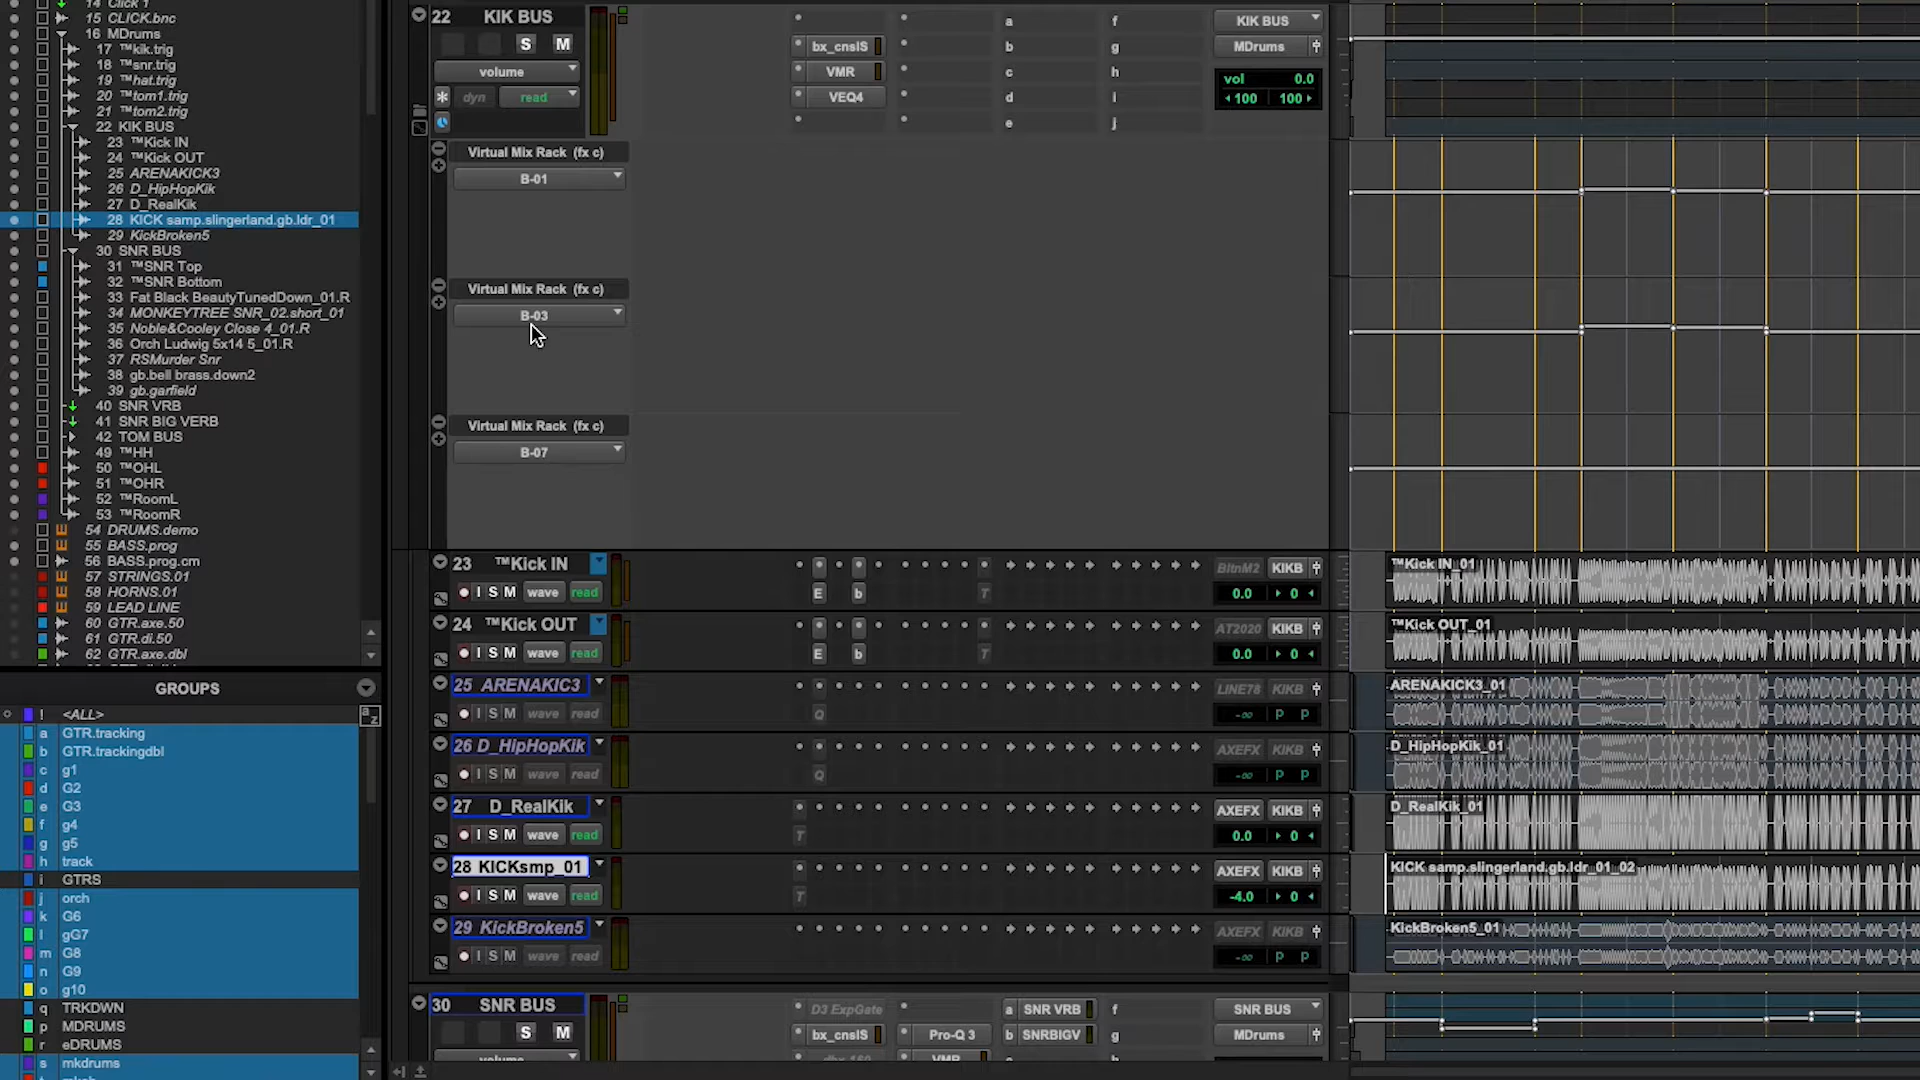 14 Click 1
15 CLICK.bnc
16 MDrums
17 ™kik.trig
18 ™snr.trig
19 ™hat.trig
20 ™tom1.trig
21 ™tom2.trig
22 KIK BUS
23 ™Kick IN
24 ™Kick OUT
25 ARENAKICK3
26 D_HipHopKik
27 D_RealKik
28 KICK samp.slingerland.gb.ldr_01
29 KickBroken5
30 SNR BUS
31 ™SNR Top
32 ™SNR Bottom
33 Fat Black BeautyTunedDown_01.R
34 MONKEYTREE SNR_02.short_01
35 Noble&Cooley Close 4_01.R
36 Orch Ludwig 5x14 5_01.R
37 RSMurder Snr
38 gb.bell brass.down2
39 gb.garfield
40 SNR VRB
41 SNR BIG VERB
42 TOM BUS
49 ™HH
50 ™OHL
51 ™OHR
52 ™RoomL
53 ™RoomR
54 DRUMS.demo
55 BASS.prog
56 BASS.prog.cm
57 STRINGS.01
58 HORNS.01
59 LEAD LINE
60 GTR.axe.50
61 GTR.di.50
62 GTR.axe.dbl
GROUPS
! <ALL>
a GTR.tracking
b GTR.trackingdbl
c g1
d G2
e G3
f g4
g g5
h track
i GTRS
j orch
k G6
l gG7
m G8
n G9
o g10
q TRKDWN
p MDRUMS
r eDRUMS
s mkdrums
22 KIK BUS
S M
volume
dyn read
bx_cnslS
VMR
VEQ4
a f
b g
c h
d i
e j
KIK BUS
MDrums
vol 0.0
100 100
Virtual Mix Rack (fx c)
B-01
Virtual Mix Rack (fx c)
B-03
Virtual Mix Rack (fx c)
B-07
23 ™Kick IN
I S M wave read
E b T
BltnM2 KIKB
0.0 0
™Kick IN_01
24 ™Kick OUT
I S M wave read
E b T
AT2020 KIKB
0.0 0
™Kick OUT_01
25 ARENAKIC3
I S M wave read
Q
LINE78 KIKB
-∞ P P
ARENAKICK3_01
26 D_HipHopKik
I S M wave read
Q
AXEFX KIKB
-∞ P P
D_HipHopKik_01
27 D_RealKik
I S M wave read
T
AXEFX KIKB
0.0 0
D_RealKik_01
28 KICKsmp_01
I S M wave read
T
AXEFX KIKB
-4.0 0
KICK samp.slingerland.gb.ldr_01_02
29 KickBroken5
I S M wave read
AXEFX KIKB
-∞ P P
KickBroken5_01
30 SNR BUS
S M
volume
D3 ExpGate
bx_cnslS
dbx 160
Pro-Q 3
VMR
a SNR VRB f
b SNRBIGV g
SNR BUS
MDrums